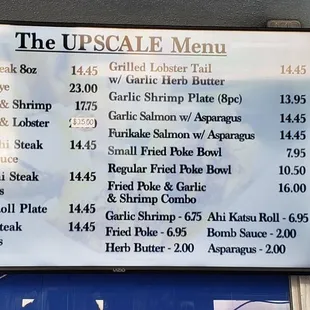 The UPSCALE Menu
eak 8oz 14.45
ye 23.00
& Shrimp 17.75
& Lobster $35.00
hi Steak 14.45
uce
hi Steak 14.45
s
oll Plate 14.45
Steak 14.45
s
Grilled Lobster Tail 14.45
w/ Garlic Herb Butter
Garlic Shrimp Plate (8pc) 13.95
Garlic Salmon w/ Asparagus 14.45
Furikake Salmon w/ Asparagus 14.45
Small Fried Poke Bowl 7.95
Regular Fried Poke Bowl 10.50
Fried Poke & Garlic 16.00
& Shrimp Combo
Garlic Shrimp - 6.75 Ahi Katsu Roll - 6.95
Fried Poke - 6.95 Bomb Sauce - 2.00
Herb Butter - 2.00 Asparagus - 2.00
VIZIO